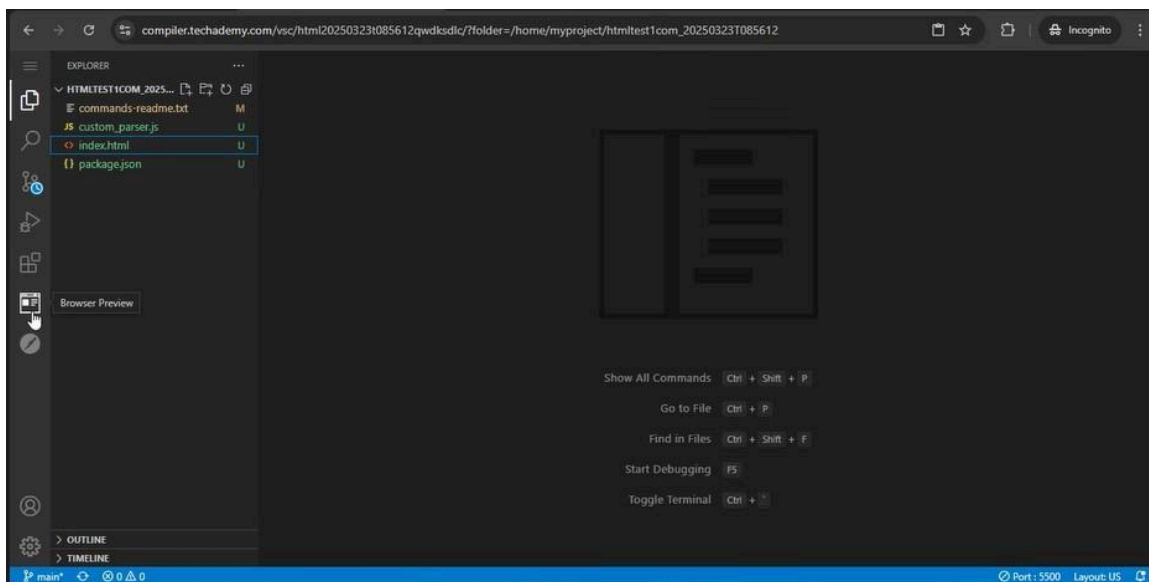 compiler.techademy.com/vsc/html20250323t085612qwdksdlc/?folder=/home/myproject/htmltest1com_20250323T085612
Incognito
EXPLORER
HTMLTEST1COM_2025...
commands-readme.txt M
JS custom_parser.js U
<> index.html U
{} package.json U
Browser Preview
Show All Commands Ctrl + Shift + P
Go to File Ctrl + P
Find in Files Ctrl + Shift + F
Start Debugging F5
Toggle Terminal Ctrl + `
OUTLINE
TIMELINE
main* 0 0 Port : 5500 Layout: US